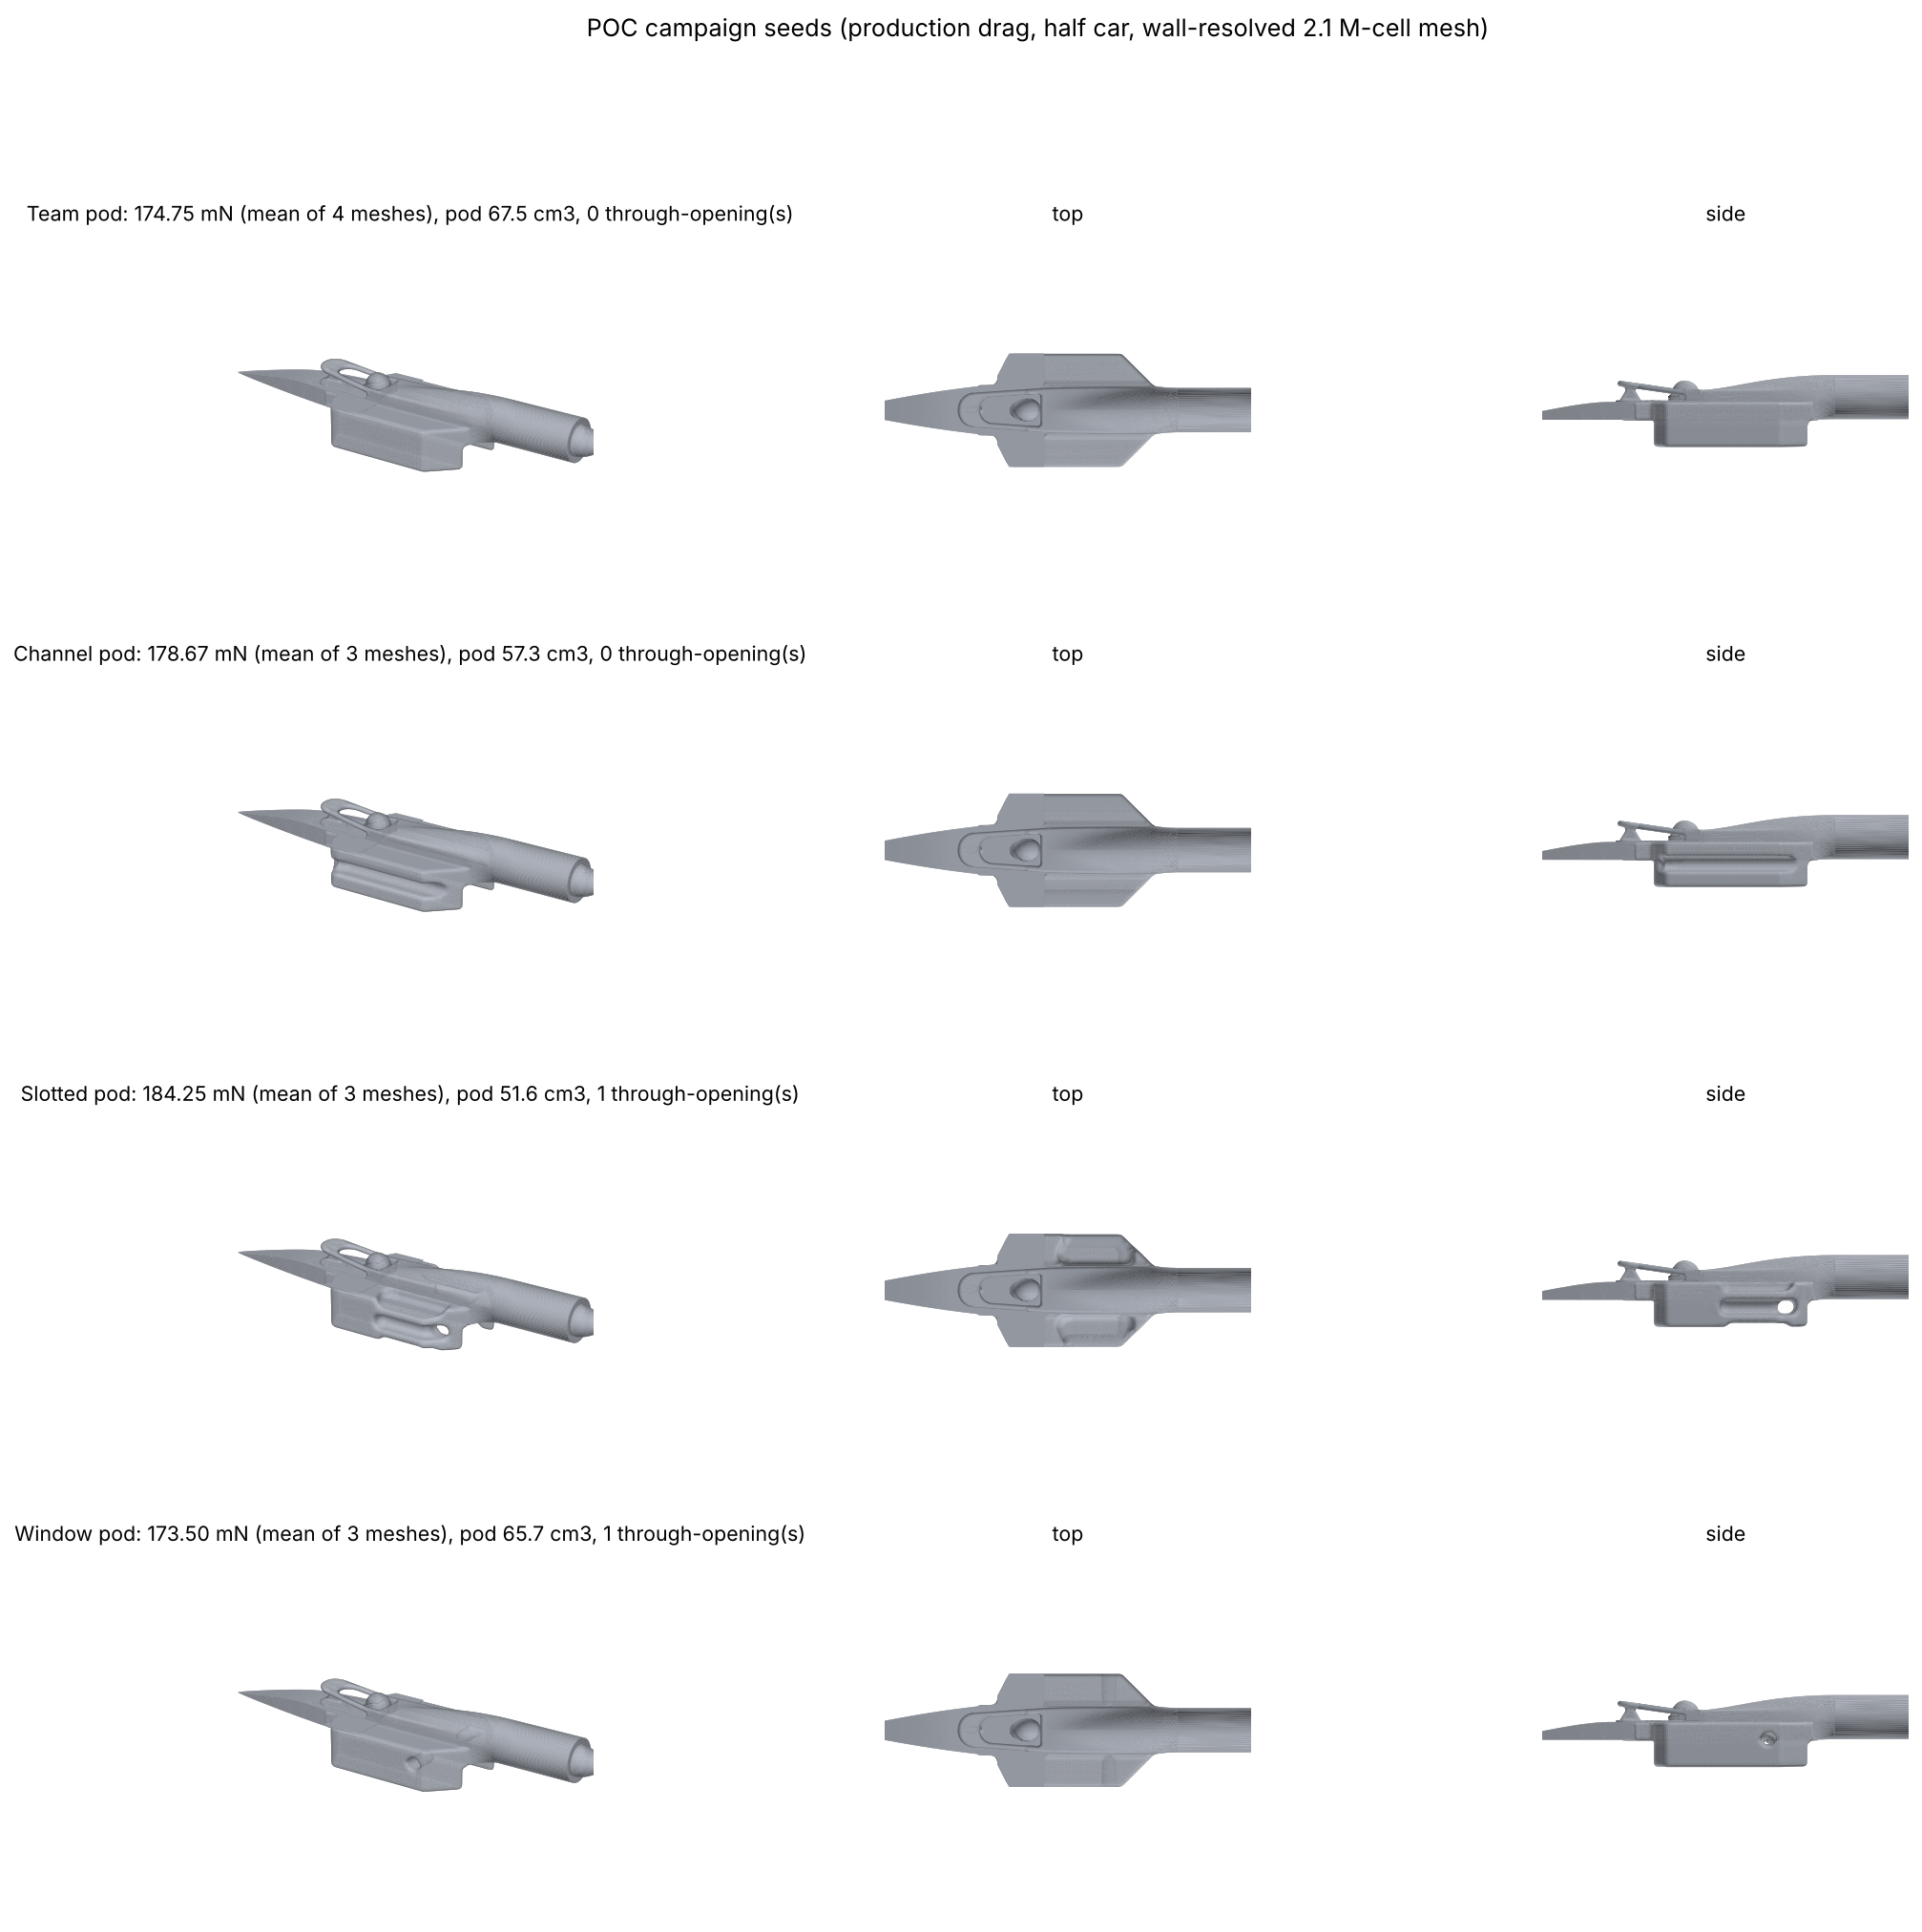 POC campaign seeds (production drag, half car, wall-resolved 2.1 M-cell mesh)
Team pod: 174.75 mN (mean of 4 meshes), pod 67.5 cm3, 0 through-opening(s)
top
side
Channel pod: 178.67 mN (mean of 3 meshes), pod 57.3 cm3, 0 through-opening(s)
top
side
Slotted pod: 184.25 mN (mean of 3 meshes), pod 51.6 cm3, 1 through-opening(s)
top
side
Window pod: 173.50 mN (mean of 3 meshes), pod 65.7 cm3, 1 through-opening(s)
top
side